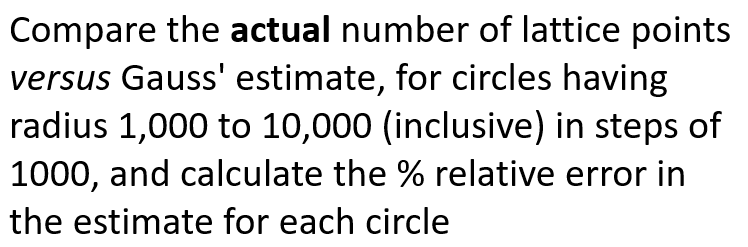 Compare the actual number of lattice points
versus Gauss' estimate, for circles having
radius 1,000 to 10,000 (inclusive) in steps of
1000, and calculate the % relative error in
the estimate for each circle